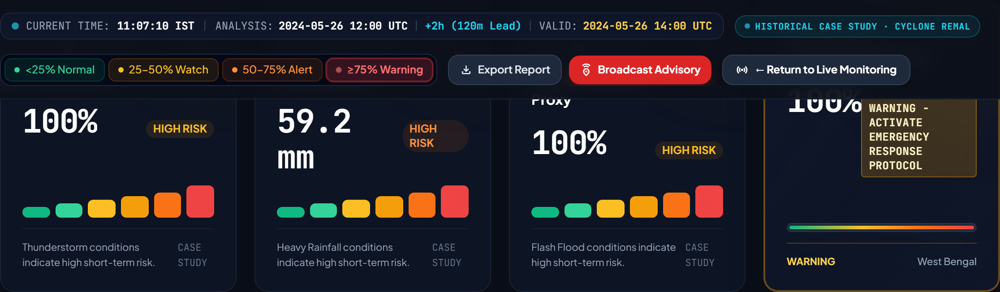 CURRENT TIME: 11:07:10 IST | ANALYSIS: 2024-05-26 12:00 UTC | +2h (120m Lead) | VALID: 2024-05-26 14:00 UTC
HISTORICAL CASE STUDY · CYCLONE REMAL
<25% Normal
25–50% Watch
50–75% Alert
≥75% Warning
Export Report
Broadcast Advisory
← Return to Live Monitoring
100%
HIGH RISK
Thunderstorm conditions
indicate high short-term risk.
CASE
STUDY
59.2
mm
HIGH
RISK
Heavy Rainfall conditions
indicate high short-term risk.
CASE
STUDY
Proxy
100%
HIGH RISK
Flash Flood conditions indicate
high short-term risk.
CASE
STUDY
100%
WARNING -
ACTIVATE
EMERGENCY
RESPONSE
PROTOCOL
WARNING
West Bengal